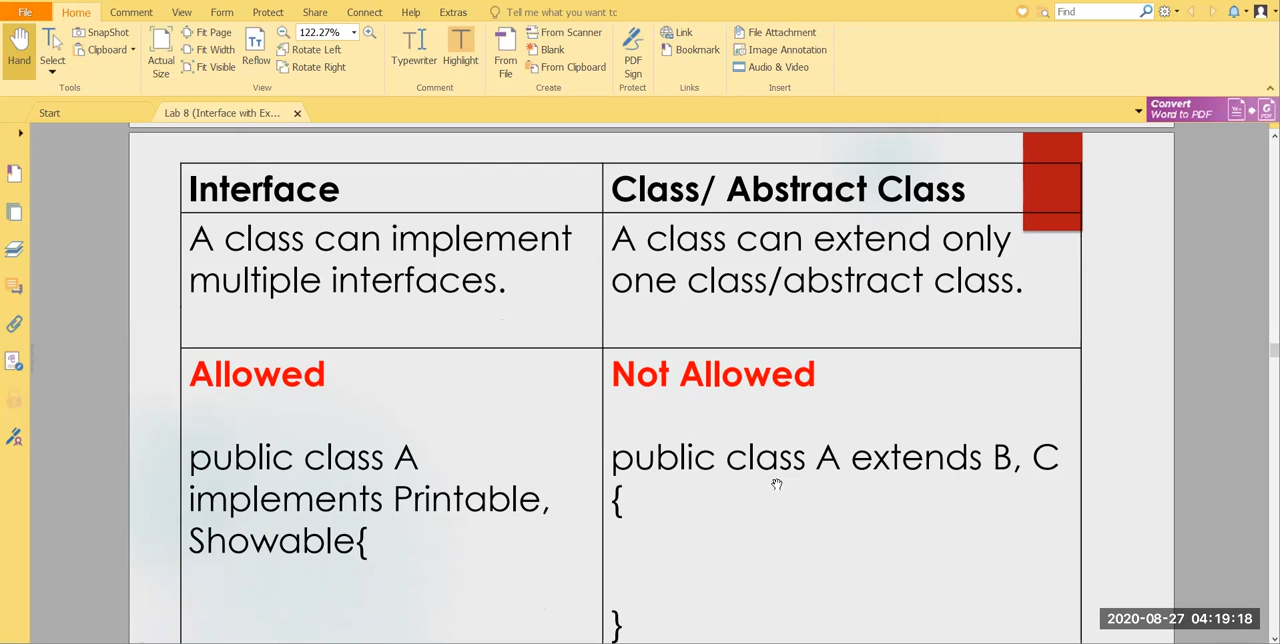 File Home Comment View Form Protect Share Connect Help Extras Tell me what you want tc Find
Hand
Select
SnapShot
Clipboard
Tools
Actual Size
Fit Page
Fit Width
Fit Visible
Reflow
122.27%
Rotate Left
Rotate Right
View
Typewriter
Highlight
Comment
From File
From Scanner
Blank
From Clipboard
Create
PDF Sign
Protect
Link
Bookmark
Links
File Attachment
Image Annotation
Audio & Video
Insert
Start
Lab 8 (Interface with Ex...
Convert
Word to PDF
Interface
Class/ Abstract Class
A class can implement
multiple interfaces.
A class can extend only
one class/abstract class.
Allowed
public class A
implements Printable,
Showable{
Not Allowed
public class A extends B, C
{
}
2020-08-27 04:19:18